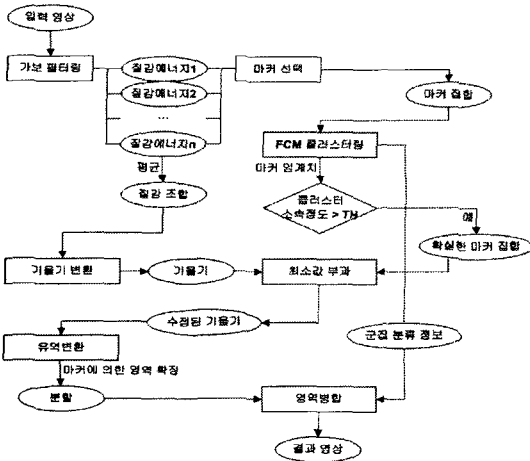 입력 영상
가보 필터링
질감에너지1
질감에너지2
...
질감에너지n
마커 선택
마커 집합
평균
질감 조합
FCM 클러스터링
마커 임계치
클러스터
소속정도 > TH
예
확실한 마커 집합
기울기 변환
기울기
최소값 부과
수정된 기울기
유역변환
마커에 의한 영역 확장
군집 분류 정보
분할
영역병합
결과 영상